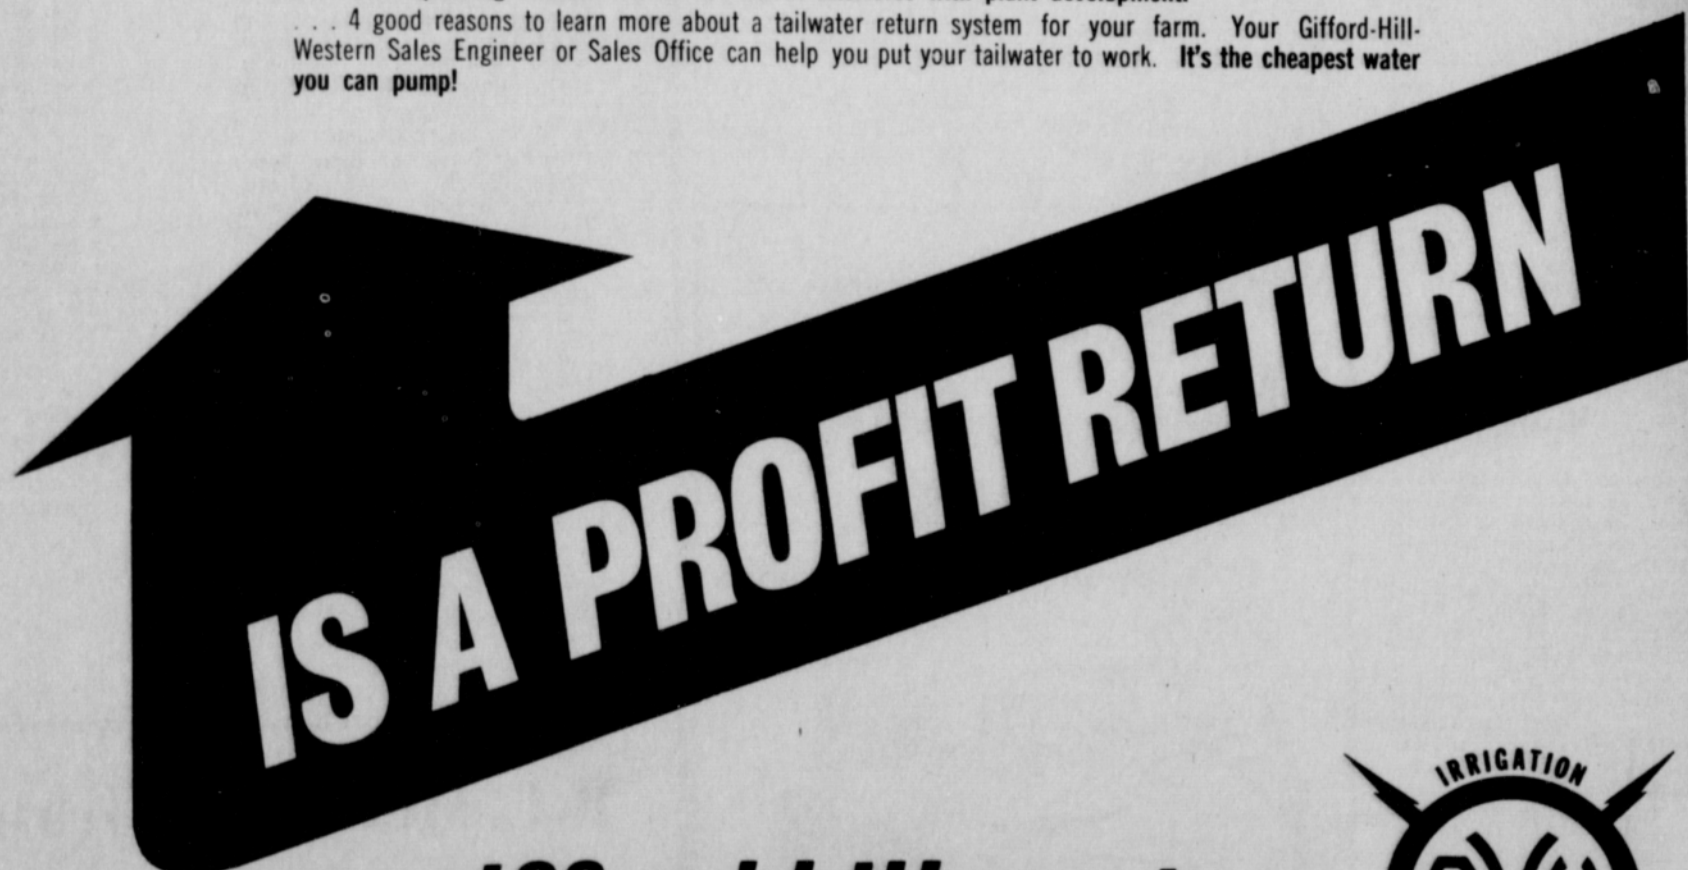 . . . 4 good reasons to learn more about a tailwater return system for your farm. Your Gifford-Hill-
Western Sales Engineer or Sales Office can help you put your tailwater to work. It's the cheapest water
you can pump!
IS A PROFIT RETURN
IRRIGATION